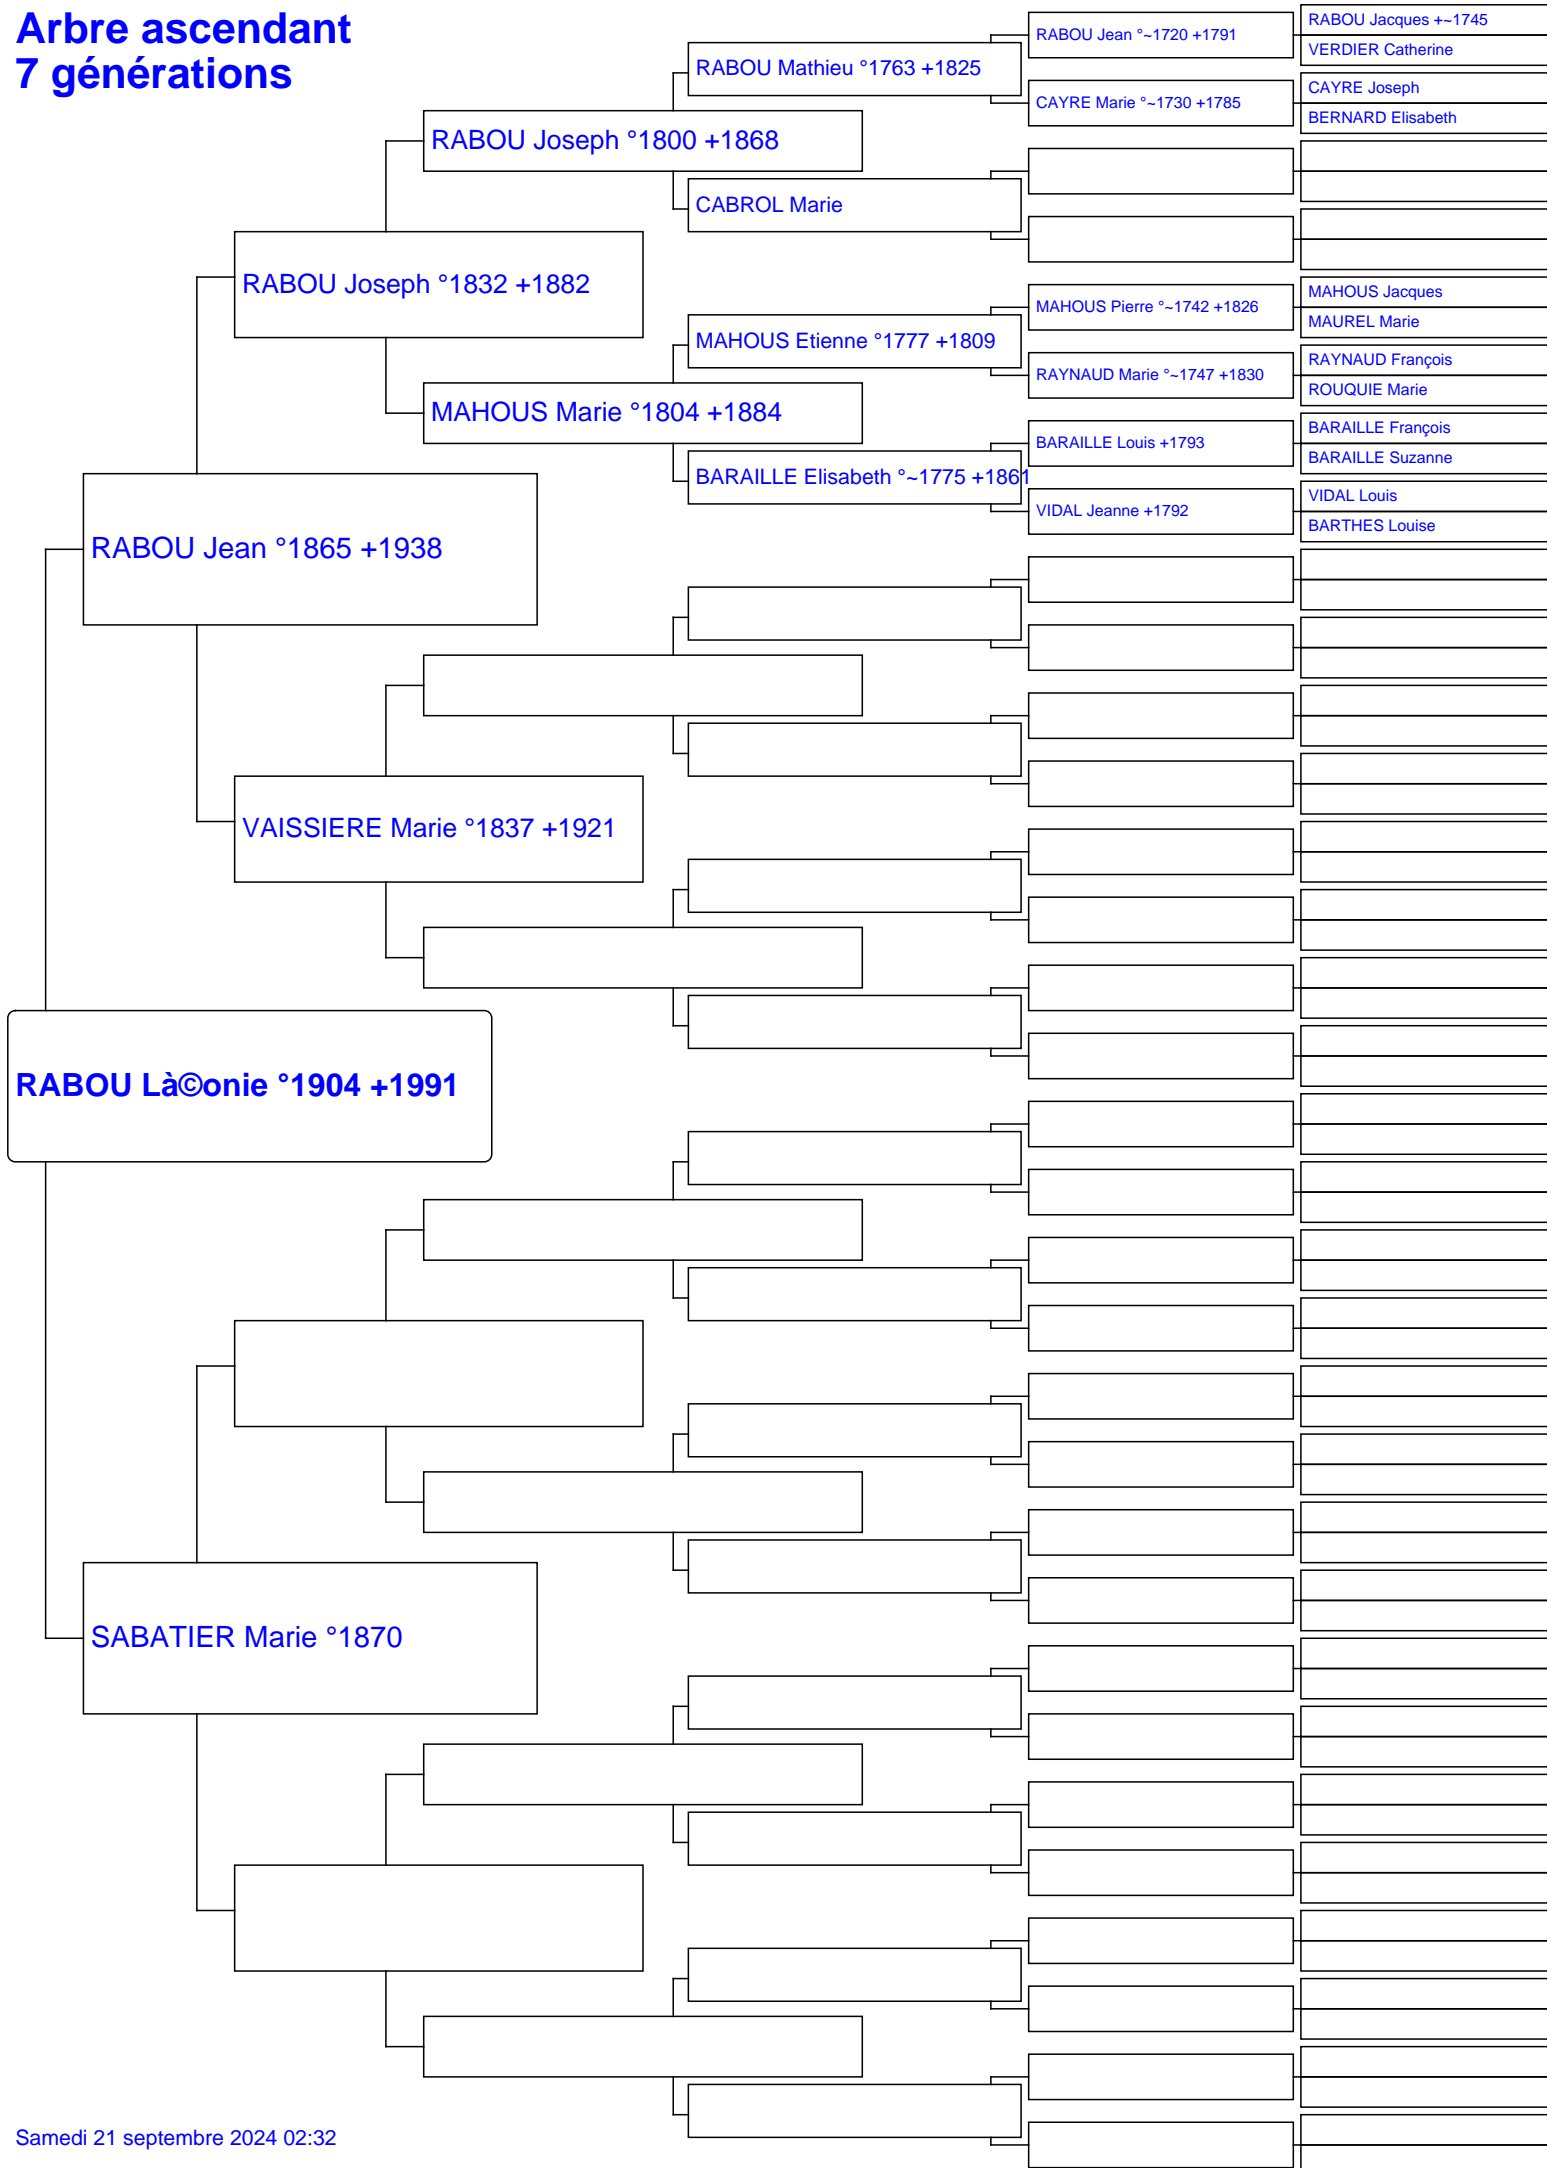 Arbre ascendant
7 générations
RABOU Jacques +~1745
RABOU Jean °~1720 +1791
VERDIER Catherine
RABOU Mathieu °1763 +1825
CAYRE Joseph
CAYRE Marie °~1730 +1785
BERNARD Elisabeth
RABOU Joseph °1800 +1868
CABROL Marie
RABOU Joseph °1832 +1882
MAHOUS Jacques
MAHOUS Pierre °~1742 +1826
MAUREL Marie
MAHOUS Etienne °1777 +1809
RAYNAUD François
RAYNAUD Marie °~1747 +1830
ROUQUIE Marie
MAHOUS Marie °1804 +1884
BARAILLE François
BARAILLE Louis +1793
BARAILLE Suzanne
BARAILLE Elisabeth °~1775 +1861
VIDAL Louis
VIDAL Jeanne +1792
BARTHES Louise
RABOU Jean °1865 +1938
VAISSIERE Marie °1837 +1921
RABOU Là©onie °1904 +1991
SABATIER Marie °1870
Samedi 21 septembre 2024 02:32